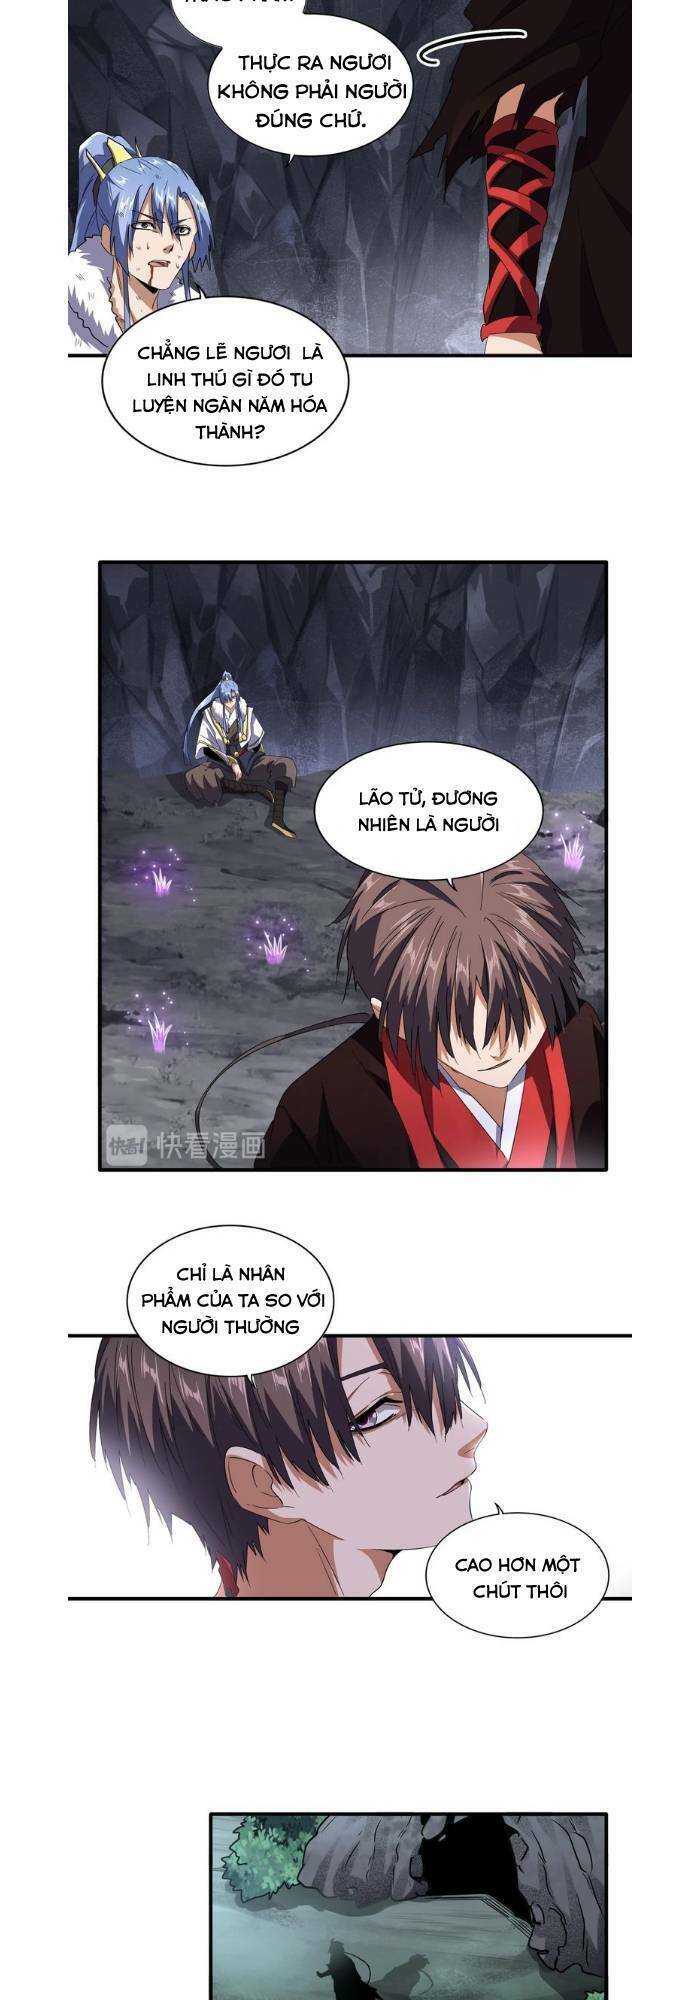 THỰC RA NGƯƠI
KHÔNG PHẢI NGƯỜI
ĐÚNG CHỨ.
CHẲNG LẼ NGƯƠI LÀ
LINH THÚ GÌ ĐÓ TU
LUYỆN NGÀN NĂM HÓA
THÀNH?
LÃO TỬ, ĐƯƠNG
NHIÊN LÀ NGƯỜI
快看! 快看漫画
CHỈ LÀ NHÂN
PHẨM CỦA TA SO VỚI
NGƯỜI THƯỜNG
CAO HƠN MỘT
CHÚT THÔI